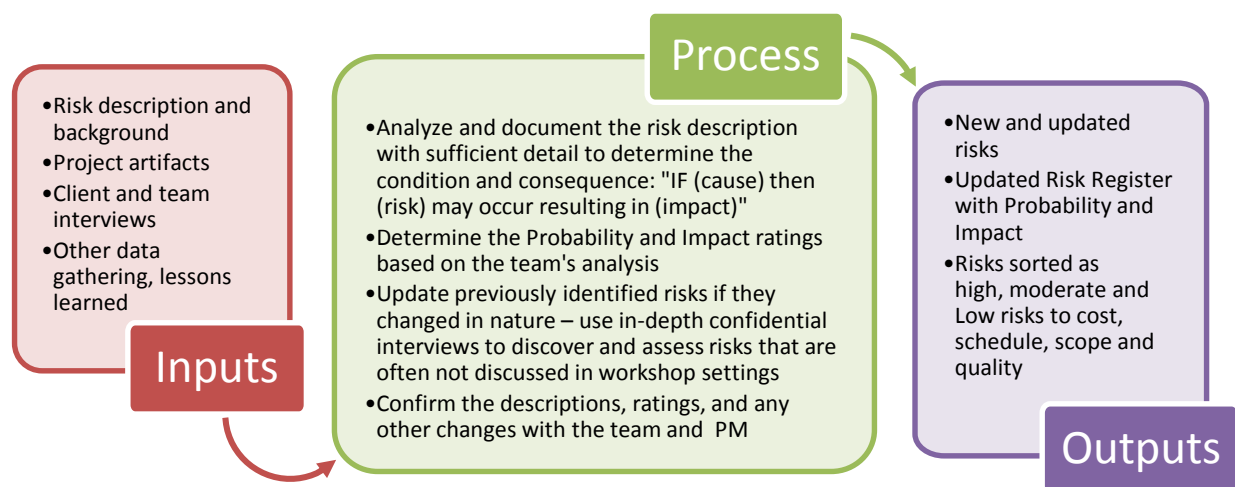 •Risk description and
background
•Project artifacts
•Client and team
interviews
•Other data
gathering, lessons
learned
Inputs
Process
•Analyze and document the risk description
with sufficient detail to determine the
condition and consequence: "IF (cause) then
(risk) may occur resulting in (impact)"
•Determine the Probability and Impact ratings
based on the team's analysis
•Update previously identified risks if they
changed in nature – use in-depth confidential
interviews to discover and assess risks that are
often not discussed in workshop settings
•Confirm the descriptions, ratings, and any
other changes with the team and  PM
•New and updated
risks
•Updated Risk Register
with Probability and
Impact
•Risks sorted as
high, moderate and
Low risks to cost,
schedule, scope and
quality
Outputs